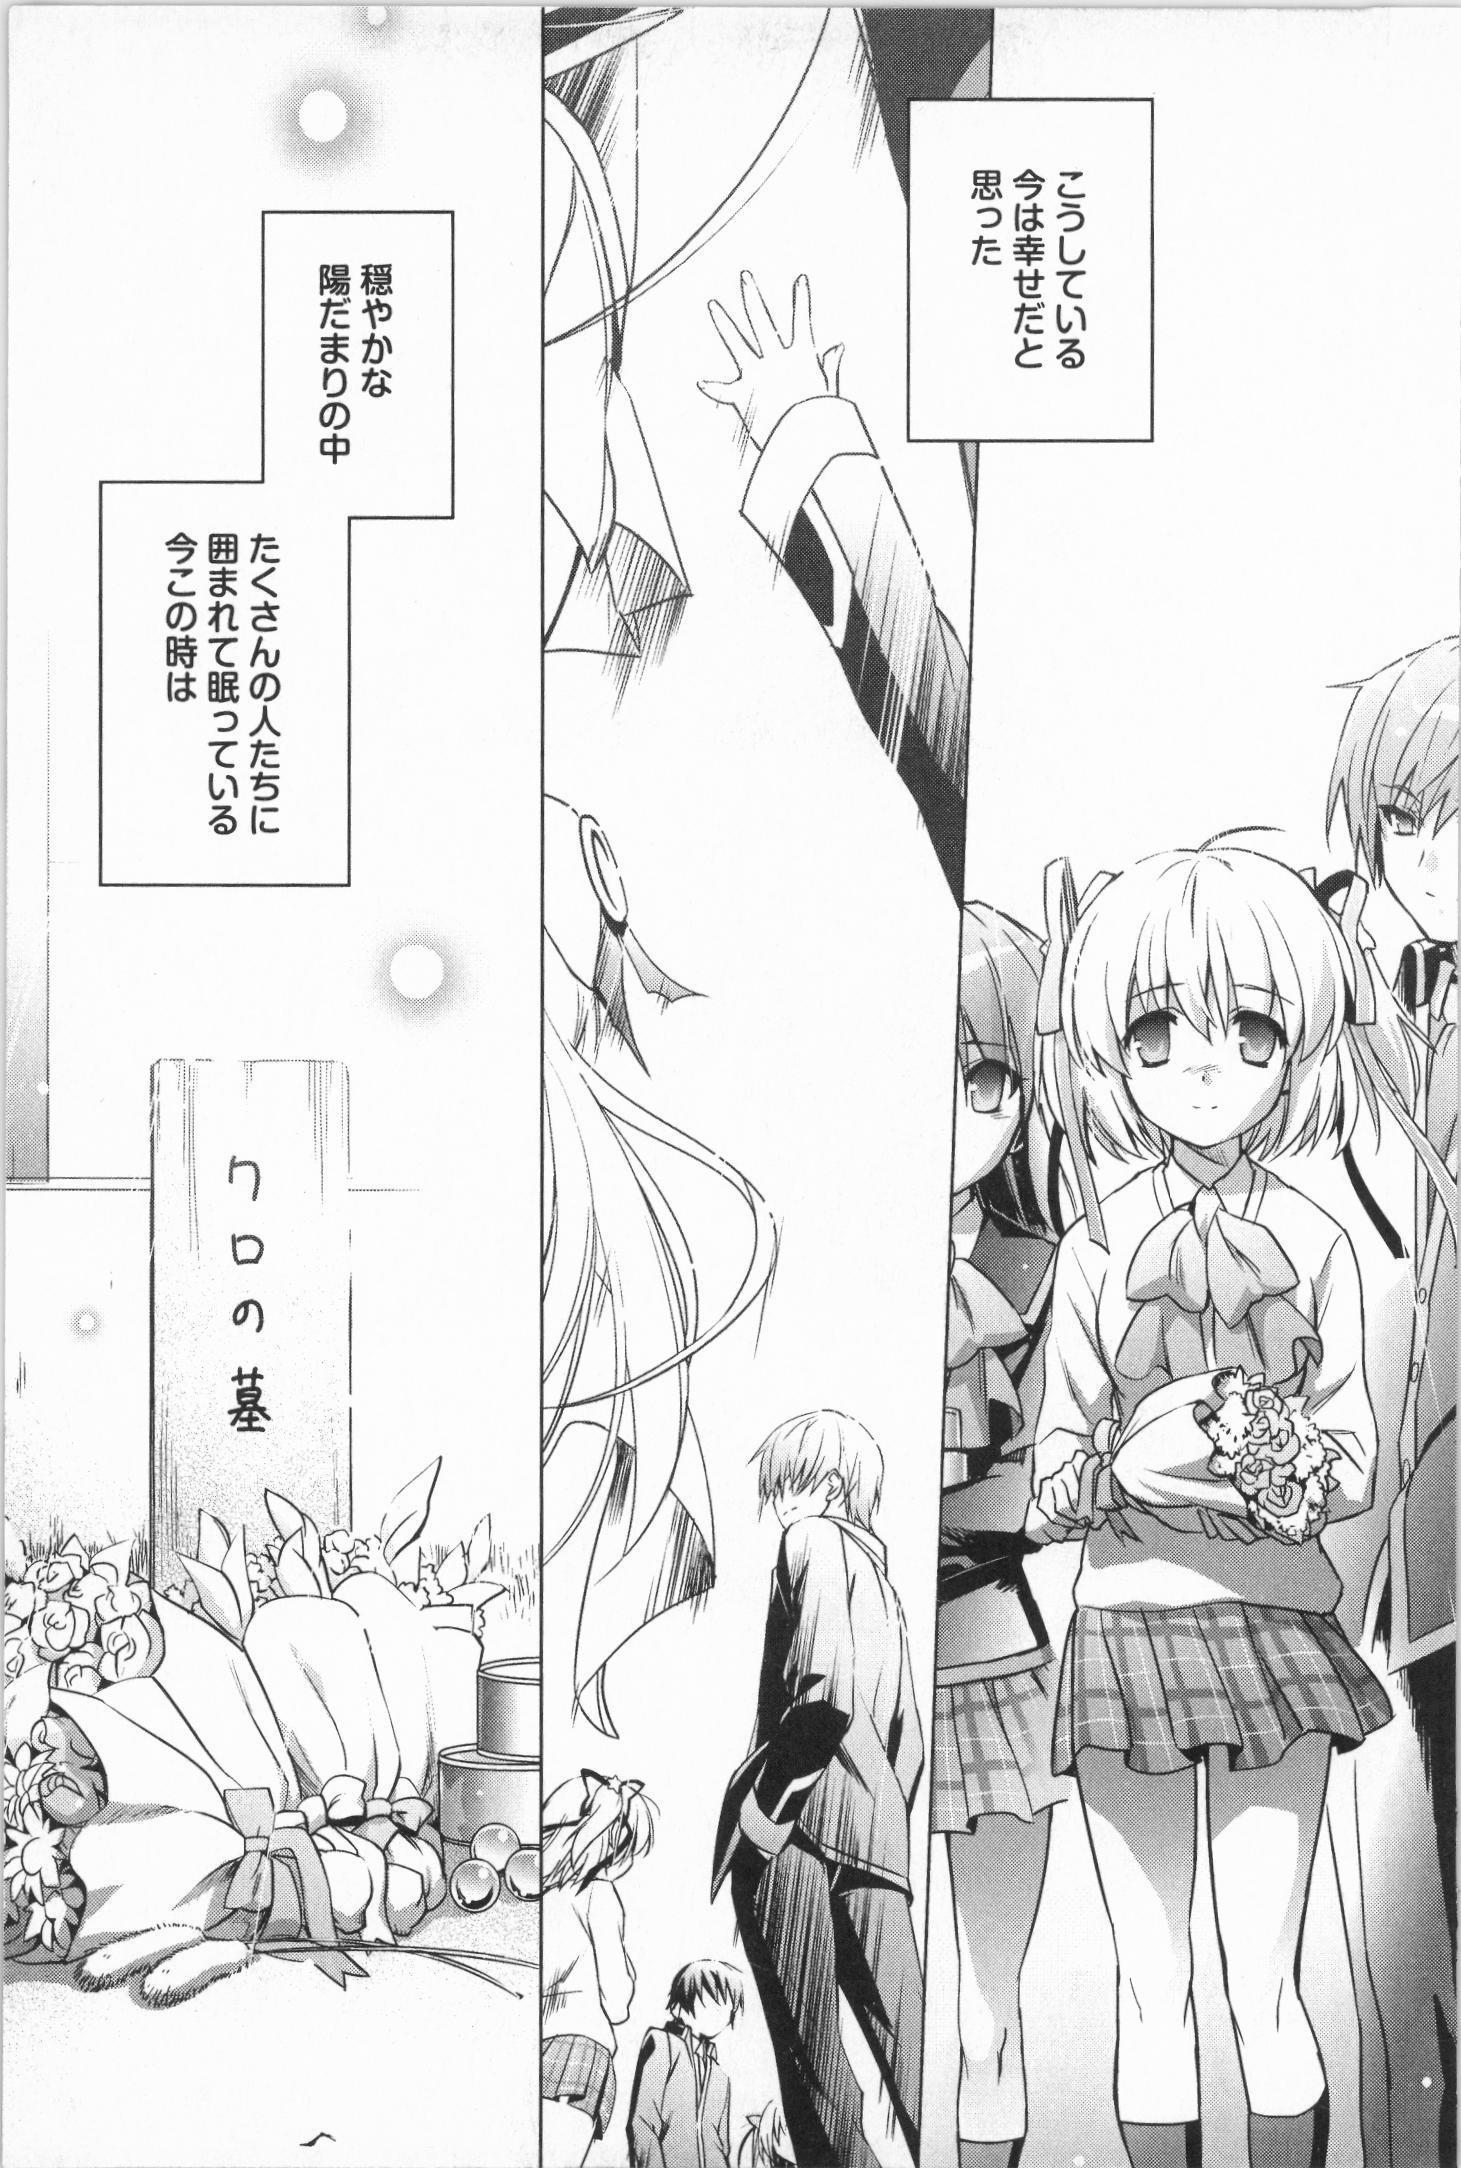 こうしている
今は幸せだと
思った
穏やかな
陽だまりの中
たくさんの人たちに
囲まれて眠っている
今この時は
クロの墓